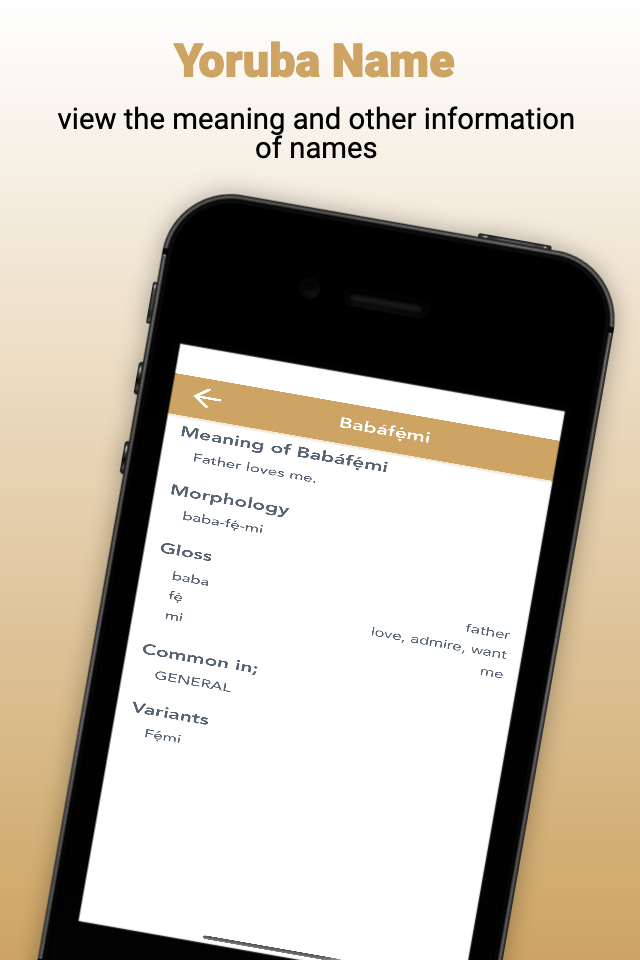 Yoruba Name
view the meaning and other information
of names
Babáfẹ́mi
Meaning of Babáfẹ́mi
Father loves me.
Morphology
baba-fẹ́-mi
Gloss
baba father
fẹ́ love, admire, want
mi me
Common in;
GENERAL
Variants
Fẹ́mi